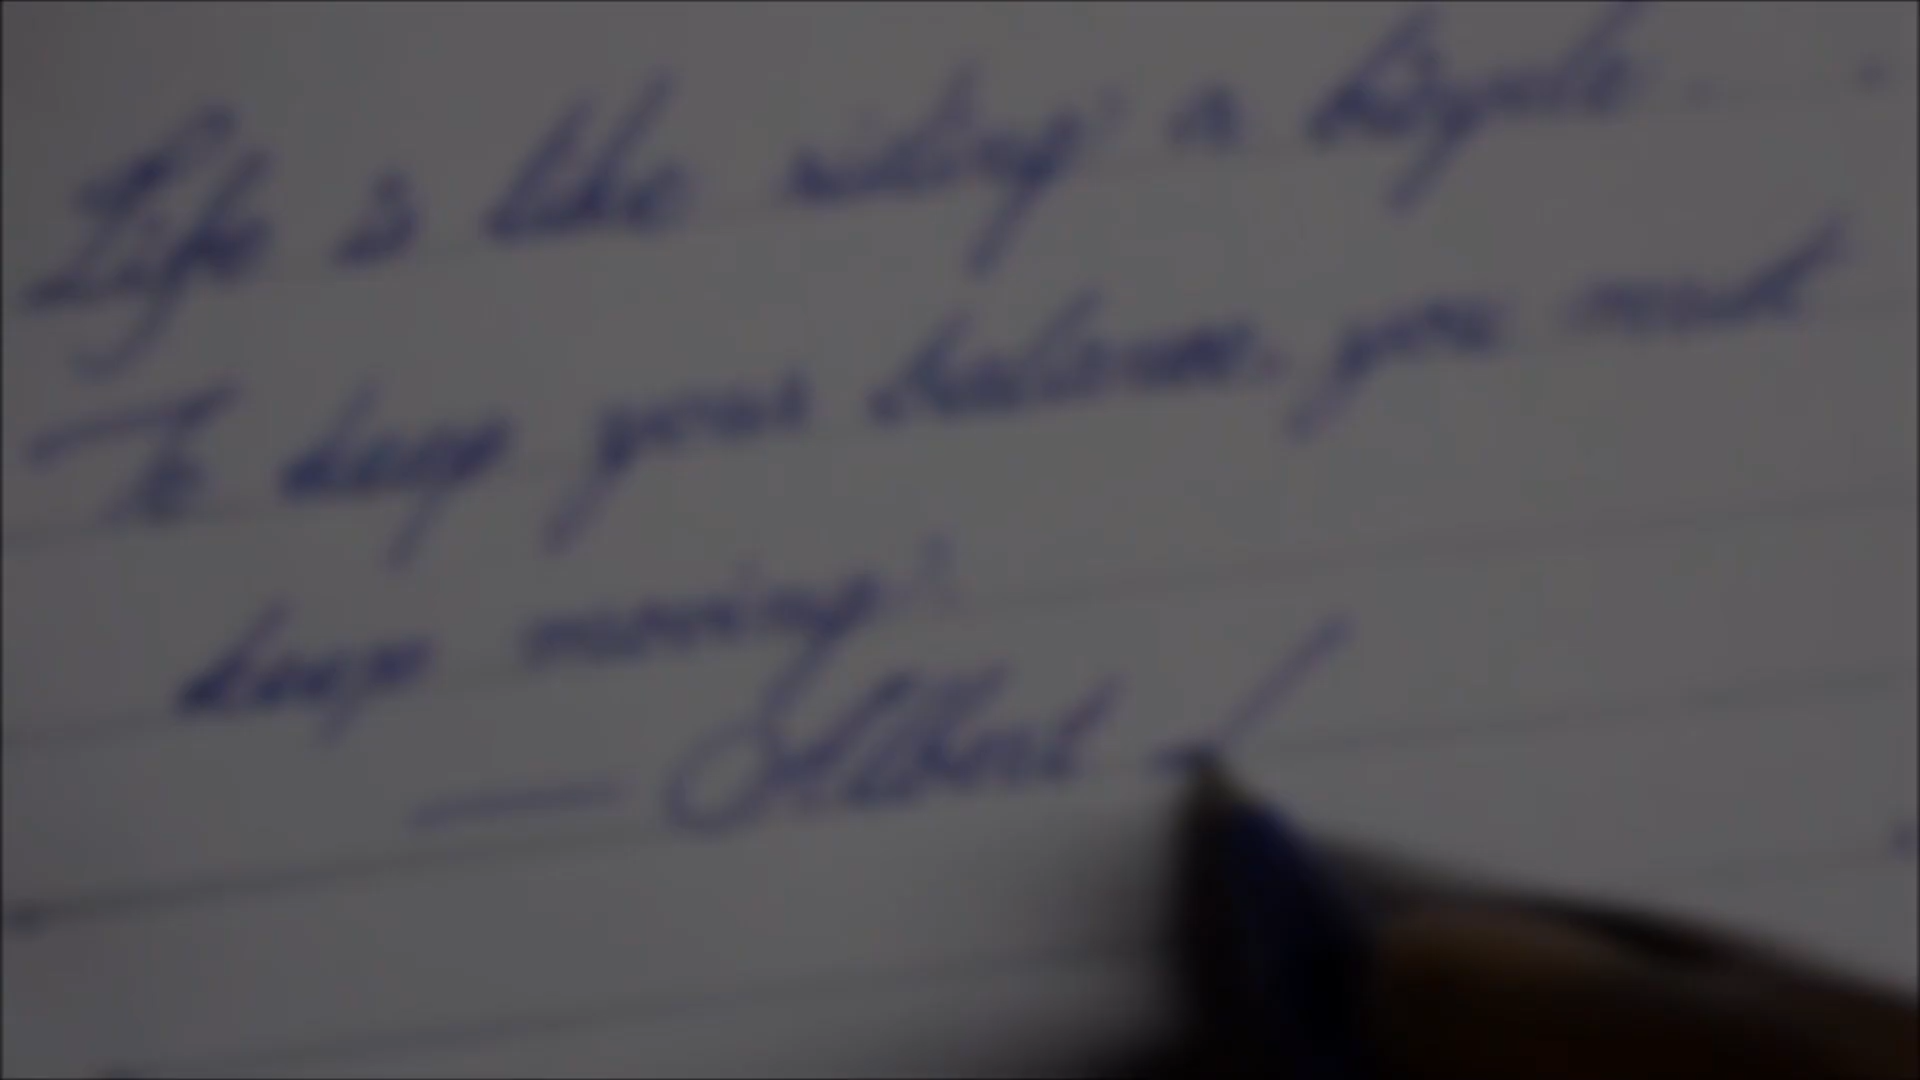 Life is like riding a bicycle.
To keep your balance, you must
keep moving.
— Albert